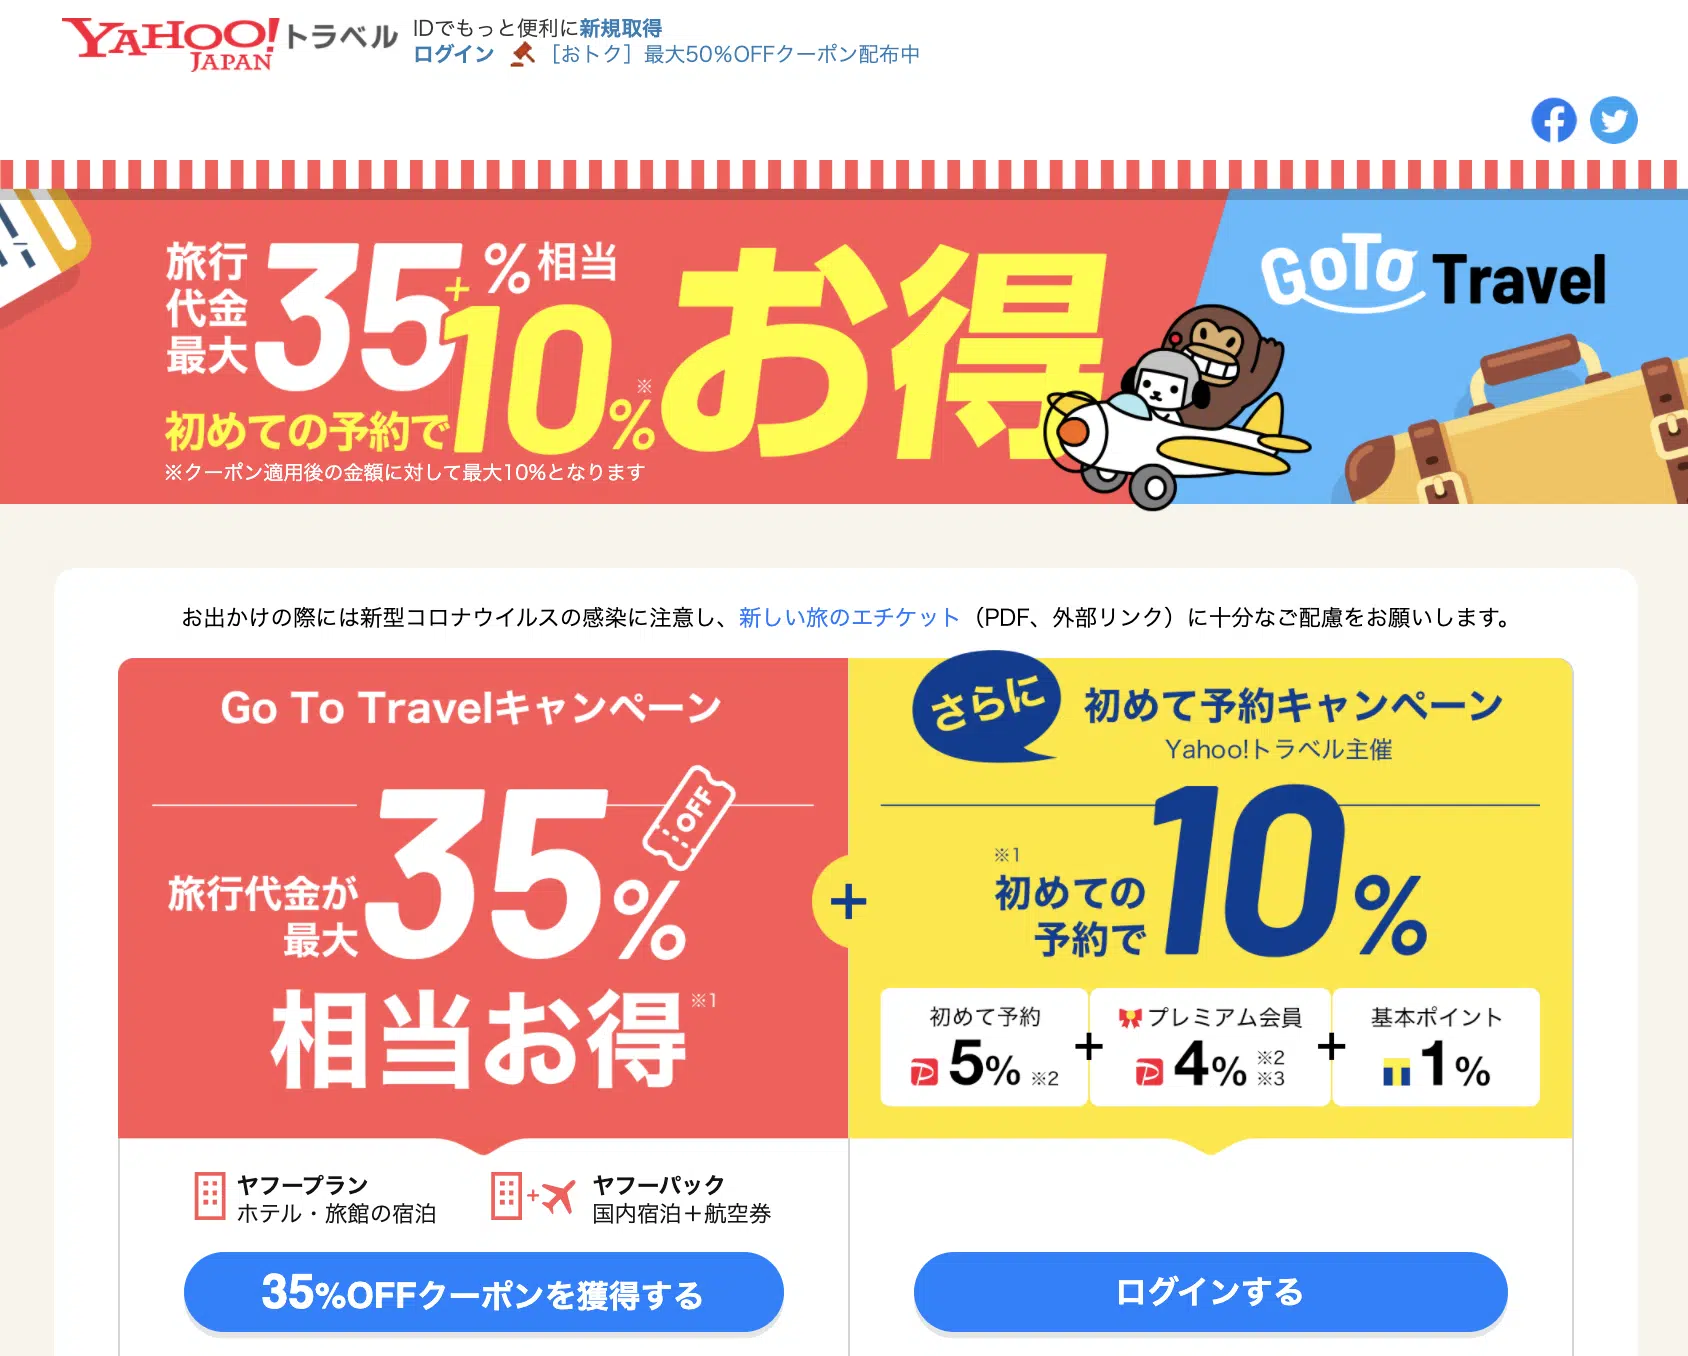 YAHOO! JAPAN トラベル
IDでもっと便利に新規取得
ログイン ［おトク］最大50%OFFクーポン配布中
旅行代金最大35%相当
+10%※お得
初めての予約で
※クーポン適用後の金額に対して最大10%となります
GoTo Travel
お出かけの際には新型コロナウイルスの感染に注意し、新しい旅のエチケット（PDF、外部リンク）に十分なご配慮をお願いします。
Go To Travelキャンペーン
旅行代金が
最大35%
OFF
相当お得※1
さらに
初めて予約キャンペーン
Yahoo!トラベル主催
※1
初めての
予約で10%
初めて予約
5%※2
+
プレミアム会員
4%※2
※3
+
基本ポイント
1%
+
ヤフープラン
ホテル・旅館の宿泊
+
ヤフーパック
国内宿泊＋航空券
35%OFFクーポンを獲得する
ログインする